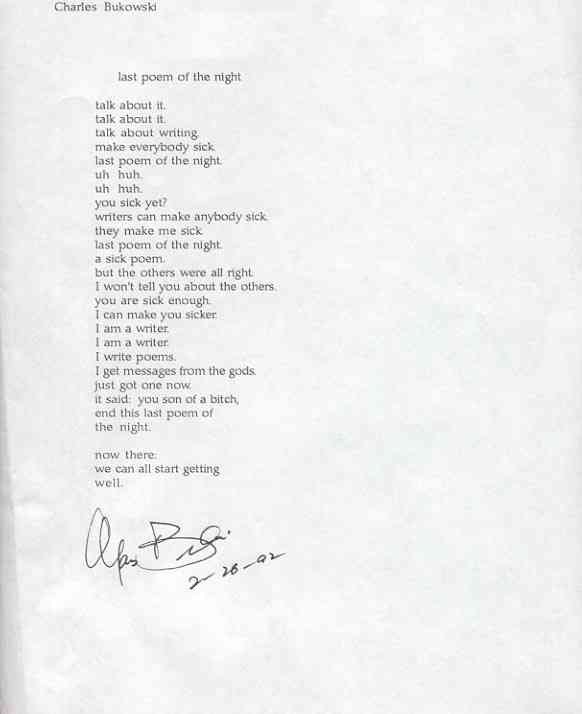 Charles Bukowski
last poem of the night
talk about it.
talk about it.
talk about writing.
make everybody sick.
last poem of the night.
uh huh.
uh huh.
you sick yet?
writers can make anybody sick.
they make me sick.
last poem of the night.
a sick poem.
but the others were all right.
I won't tell you about the others.
you are sick enough.
I can make you sicker.
I am a writer.
I am a writer.
I write poems.
I get messages from the gods.
just got one now.
it said: you son of a bitch,
end this last poem of
the night.
now there:
we can all start getting
well.
2-26-92